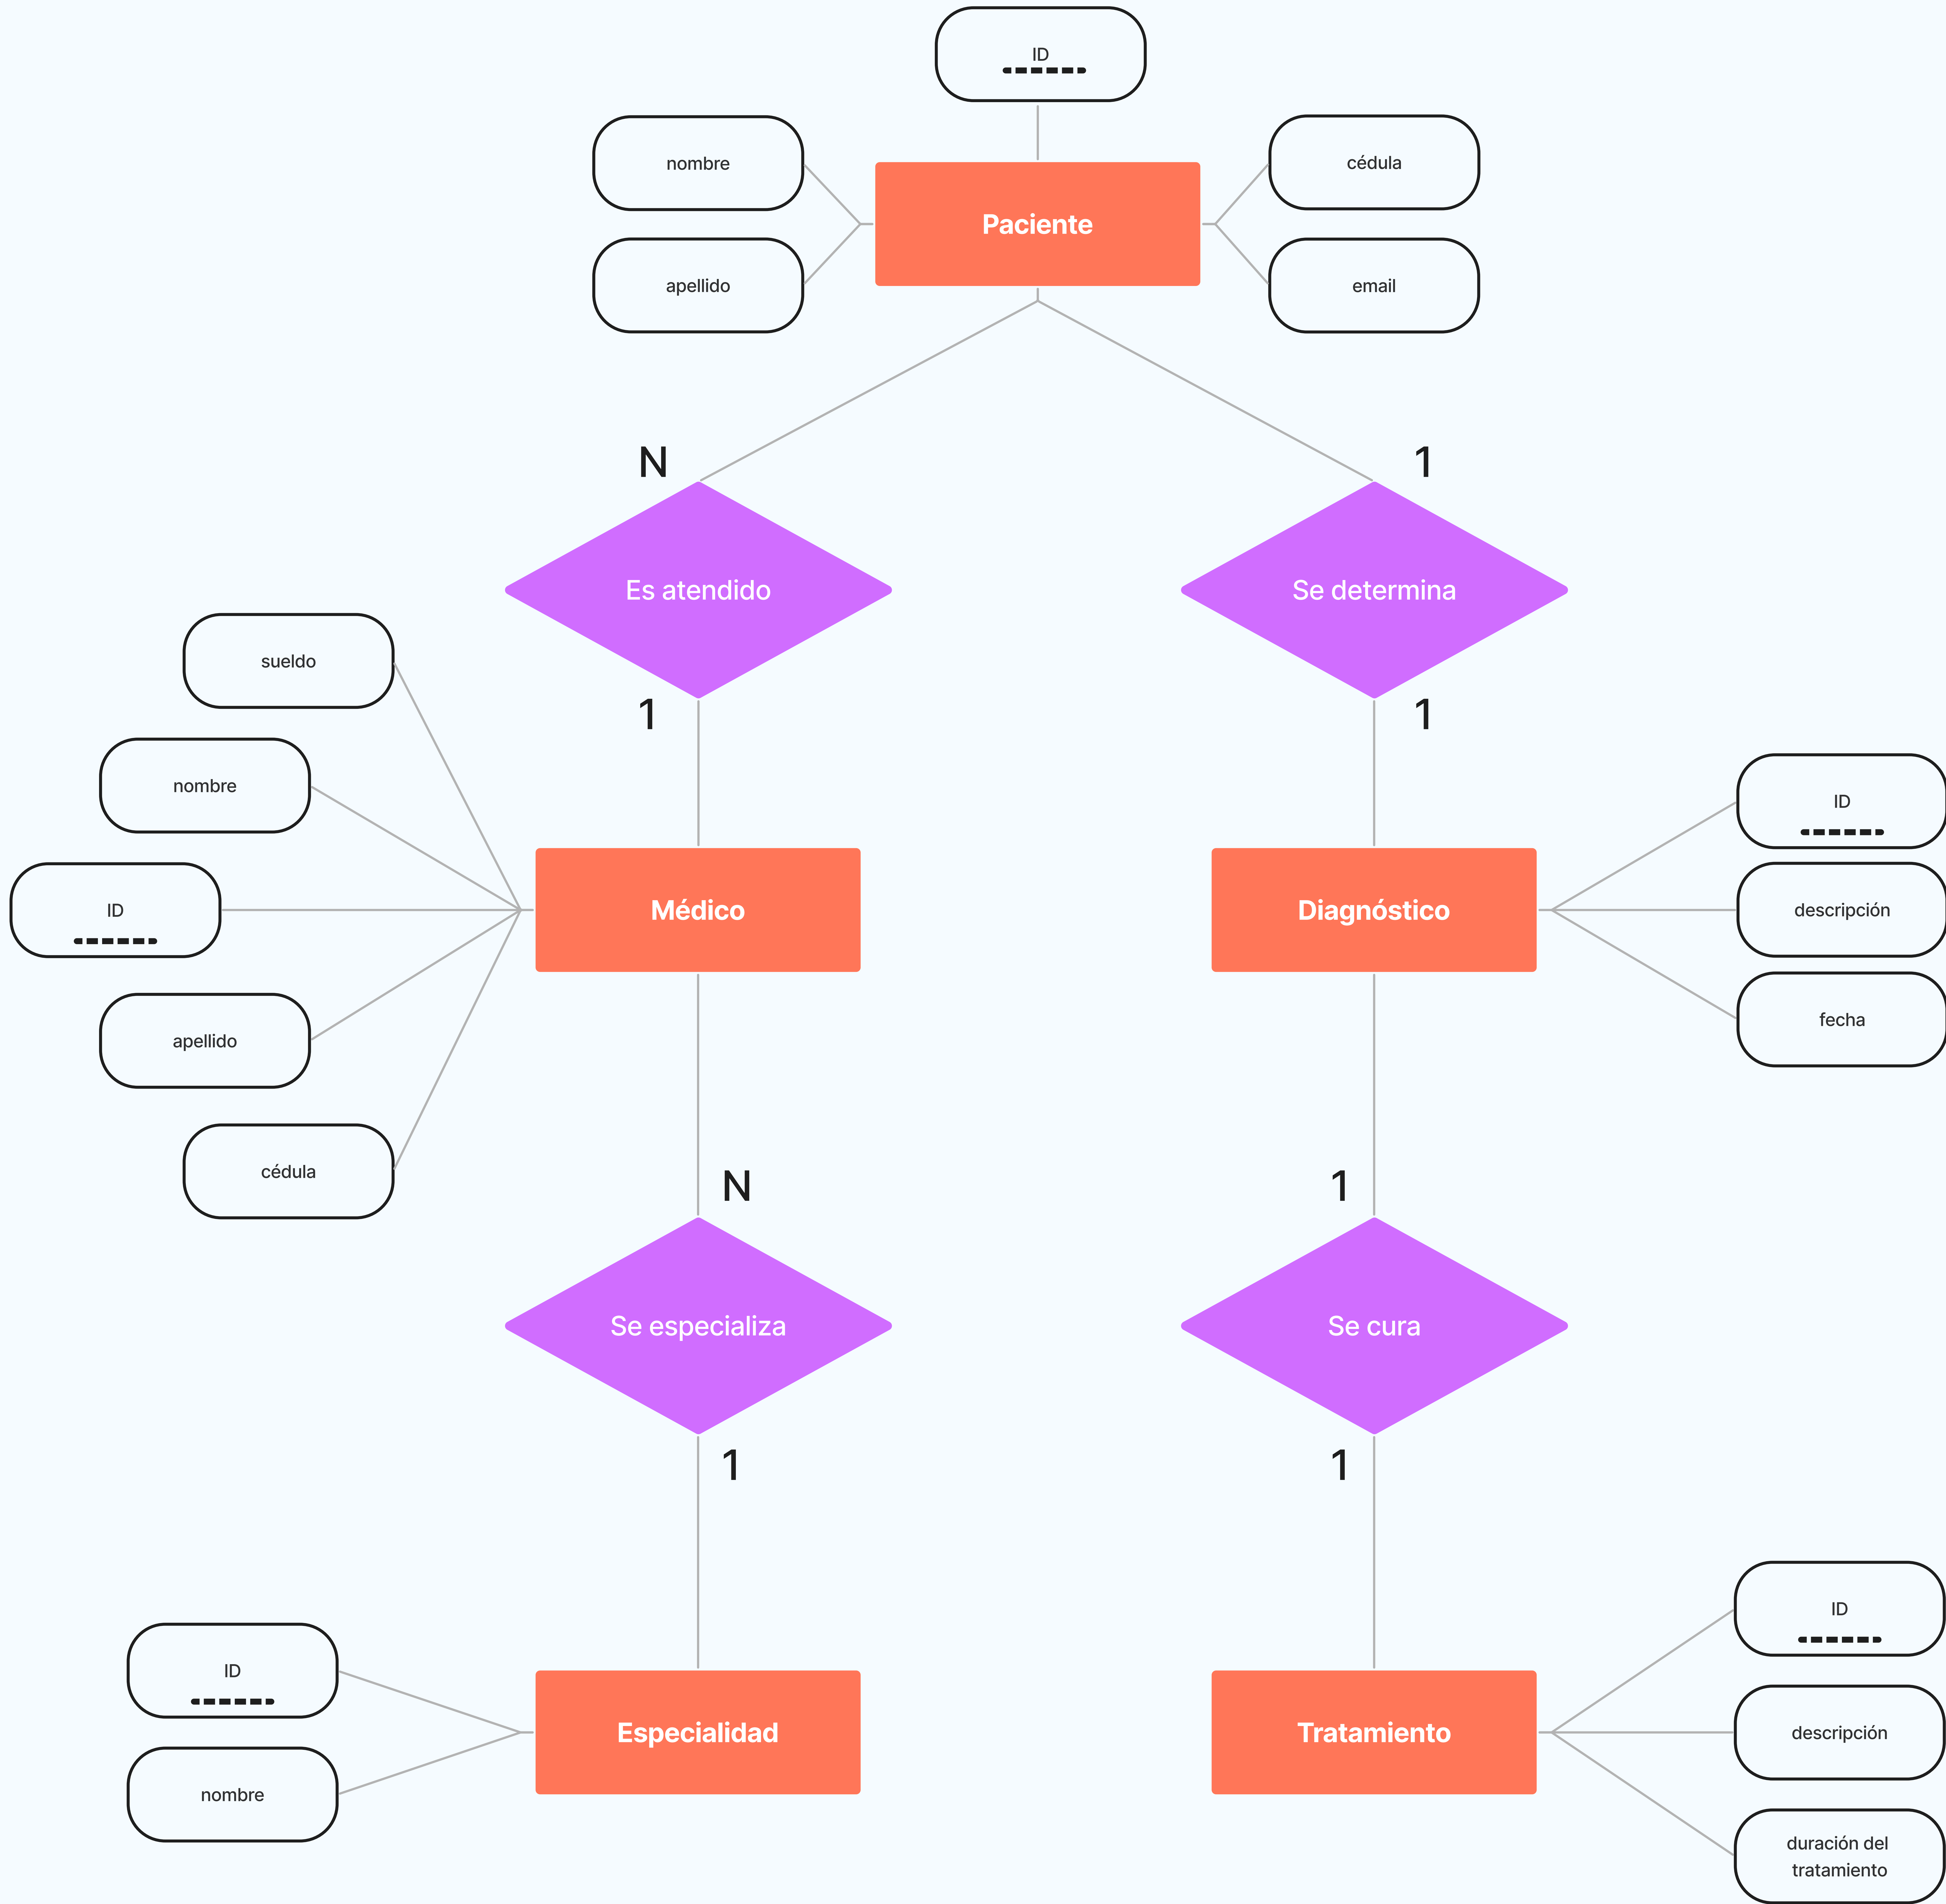 ID
nombre
cédula
Paciente
apellido
email
N
1
Es atendido
Se determina
sueldo
1
1
nombre
ID
ID
Médico
Diagnóstico
descripción
fecha
apellido
cédula
N
1
Se especializa
Se cura
1
1
ID
ID
Especialidad
Tratamiento
descripción
nombre
duración del
tratamiento